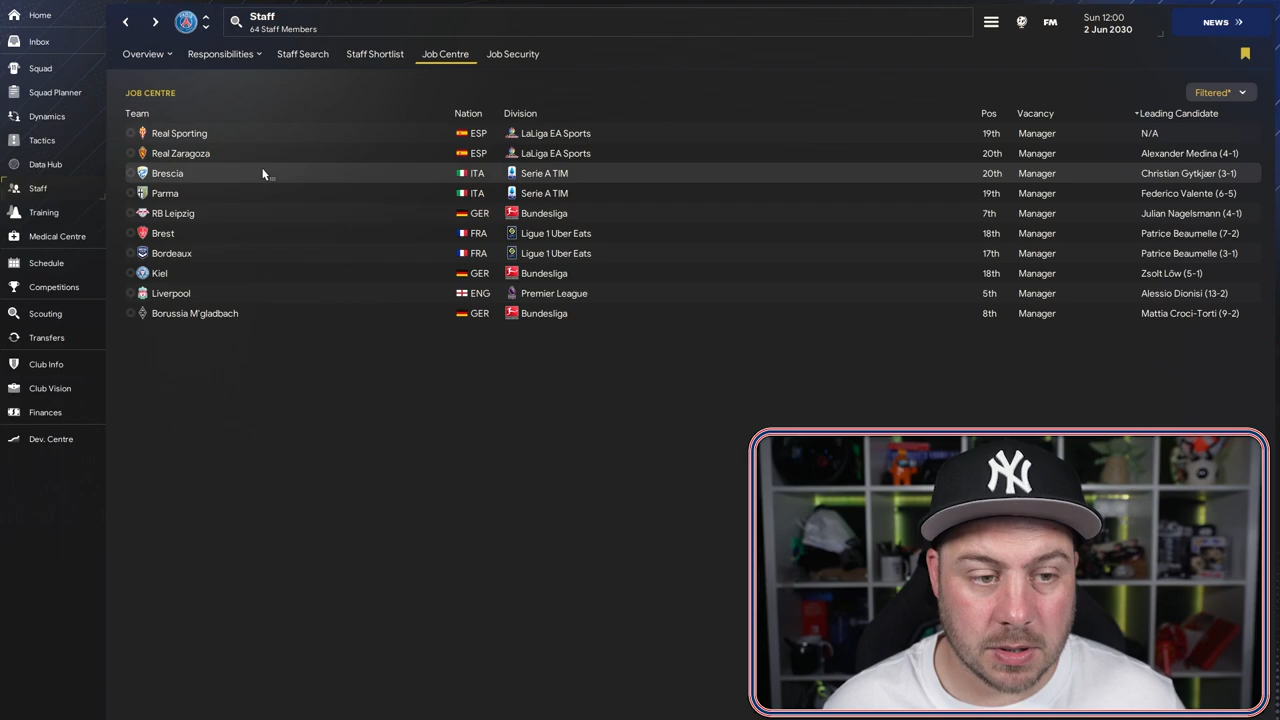 Home
Inbox
Squad
Squad Planner
Dynamics
Tactics
Data Hub
Staff
Training
Medical Centre
Schedule
Competitions
Scouting
Transfers
Club Info
Club Vision
Finances
Dev. Centre
Staff
64 Staff Members
FM
Sun 12:00
2 Jun 2030
NEWS
Overview Responsibilities Staff Search Staff Shortlist Job Centre Job Security
JOB CENTRE
Filtered*
Team Nation Division Pos Vacancy Leading Candidate
Real Sporting ESP LaLiga EA Sports 19th Manager N/A
Real Zaragoza ESP LaLiga EA Sports 20th Manager Alexander Medina (4-1)
Brescia ITA Serie A TIM 20th Manager Christian Gytkjær (3-1)
Parma ITA Serie A TIM 19th Manager Federico Valente (6-5)
RB Leipzig GER Bundesliga 7th Manager Julian Nagelsmann (4-1)
Brest FRA Ligue 1 Uber Eats 18th Manager Patrice Beaumelle (7-2)
Bordeaux FRA Ligue 1 Uber Eats 17th Manager Patrice Beaumelle (3-1)
Kiel GER Bundesliga 18th Manager Zsolt Lőw (5-1)
Liverpool ENG Premier League 5th Manager Alessio Dionisi (13-2)
Borussia M'gladbach GER Bundesliga 8th Manager Mattia Croci-Torti (9-2)
NY